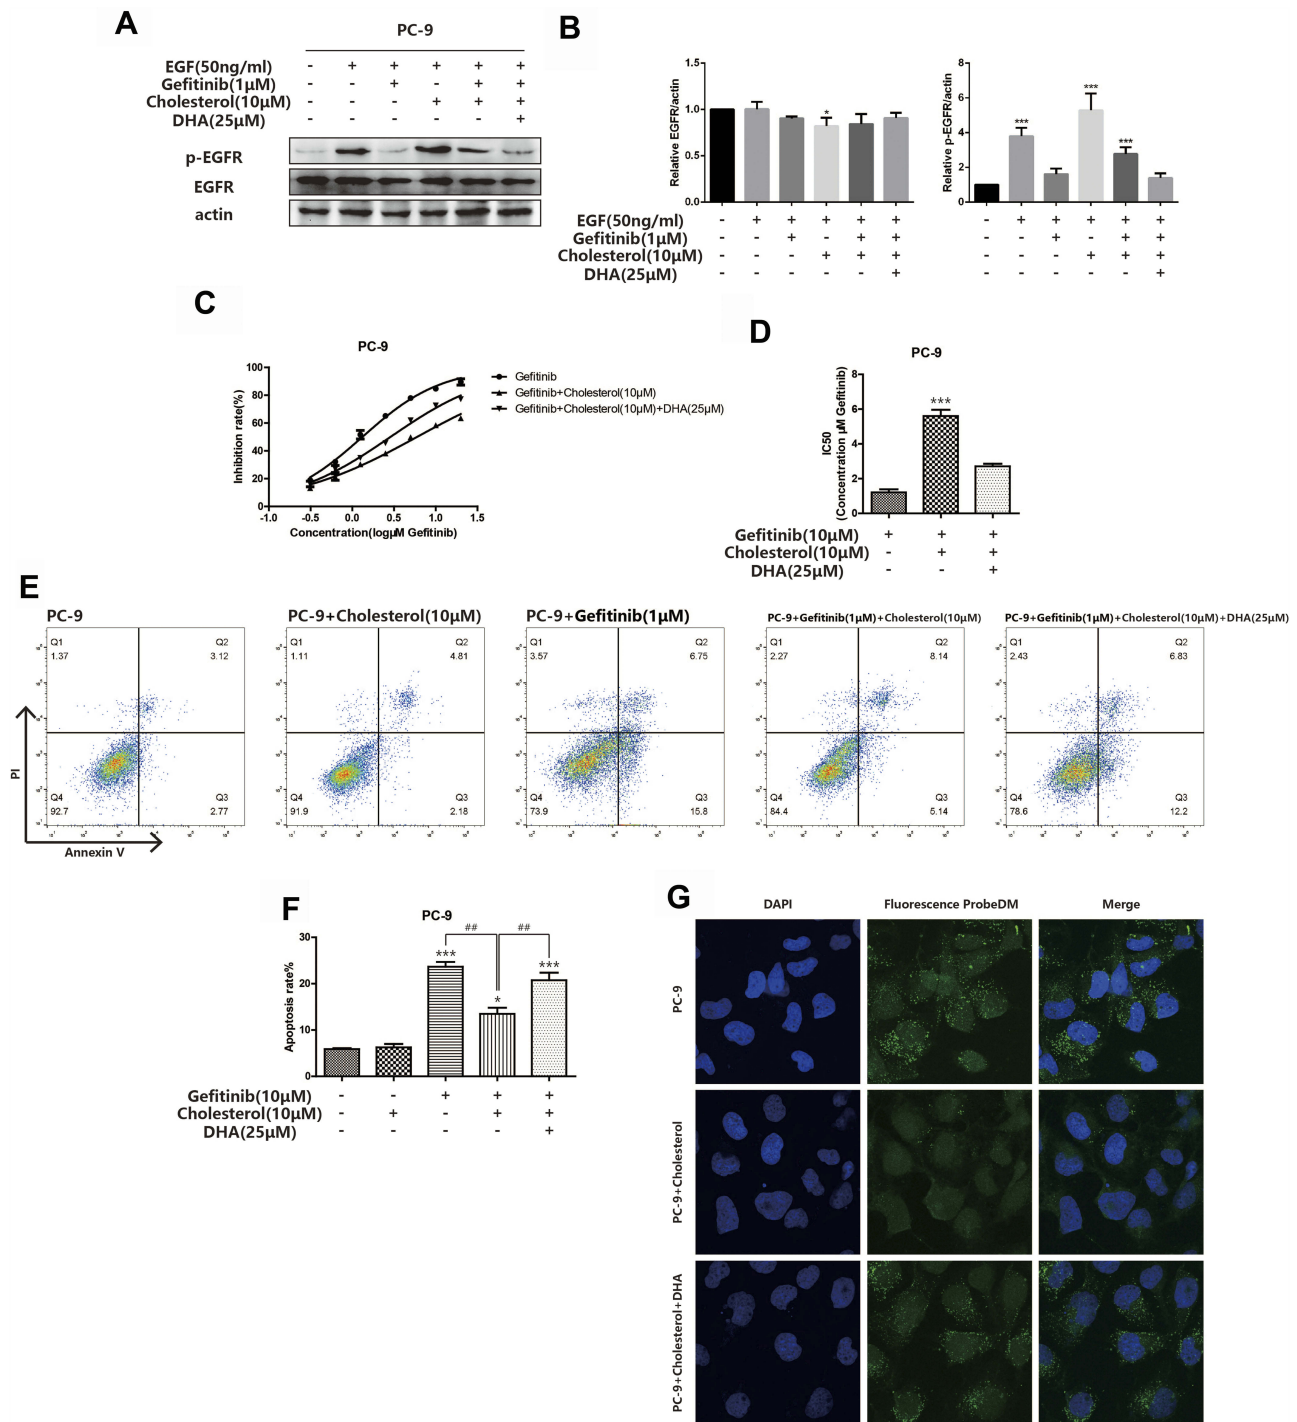 A
PC-9
EGF(50ng/ml) - + + + + +
Gefitinib(1μM) - - + - + +
Cholesterol(10μM) - - - + + +
DHA(25μM) - - - - - +
p-EGFR
EGFR
actin
B
Relative EGFR/actin
1.5
1.0
0.5
0.0
*
EGF(50ng/ml) - + + + + +
Gefitinib(1μM) - - + - + +
Cholesterol(10μM) - - - + + +
DHA(25μM) - - - - - +
Relative p-EGFR/actin
8
6
4
2
0
***
***
***
- + + + + +
- - + - + +
- - - + + +
- - - - - +
C
PC-9
Inhibition rate(%)
100
80
60
40
20
0
-1.0 -0.5 0.0 0.5 1.0 1.5
Concentration(logμM Gefitinib)
Gefitinib
Gefitinib+Cholesterol(10μM)
Gefitinib+Cholesterol(10μM)+DHA(25μM)
D
PC-9
IC50
(Concentration μM Gefitinib)
8
6
4
2
0
***
Gefitinib(10μM) + + +
Cholesterol(10μM) - + +
DHA(25μM) - - +
E
PC-9
Q1
1.37
Q2
3.12
Q4
92.7
Q3
2.77
PC-9+Cholesterol(10μM)
Q1
1.11
Q2
4.81
Q4
91.9
Q3
2.18
PC-9+Gefitinib(1μM)
Q1
3.57
Q2
6.75
Q4
73.9
Q3
15.8
PC-9+Gefitinib(1μM)+Cholesterol(10μM)
Q1
2.27
Q2
8.14
Q4
84.4
Q3
5.14
PC-9+Gefitinib(1μM)+Cholesterol(10μM)+DHA(25μM)
Q1
2.43
Q2
6.83
Q4
78.6
Q3
12.2
PI
Annexin V
F
PC-9
Apoptosis rate%
30
20
10
0
***
*
***
##
##
Gefitinib(10μM) - - + + +
Cholesterol(10μM) - + - + +
DHA(25μM) - - - - +
G
DAPI
Fluorescence ProbeDM
Merge
PC-9
PC-9+Cholesterol
PC-9+Cholesterol+DHA